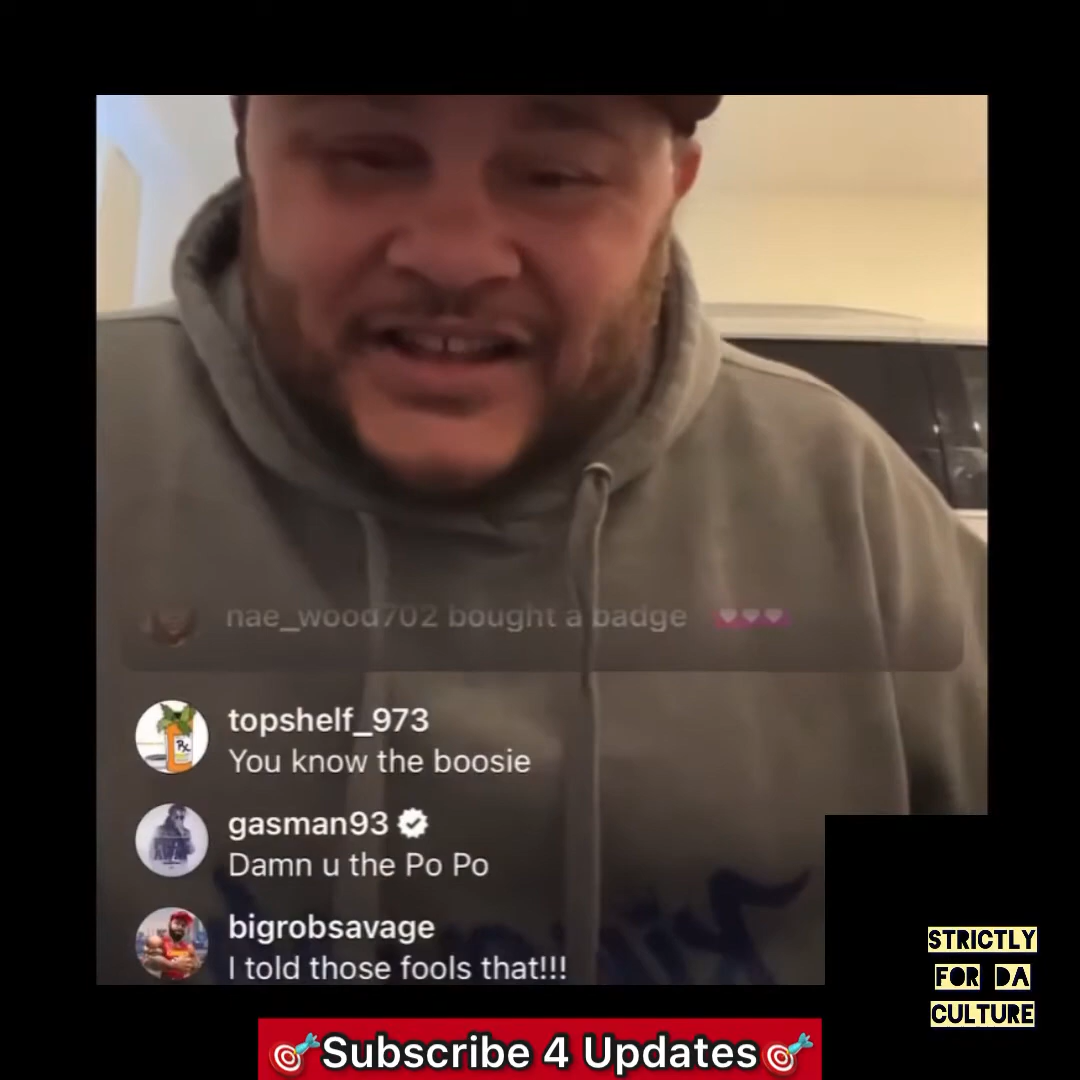 nae_wood702 bought a badge
topshelf_973
You know the boosie
gasman93
Damn u the Po Po
bigrobsavage
I told those fools that!!!
STRICTLY
FOR DA
CULTURE
🎯Subscribe 4 Updates🎯